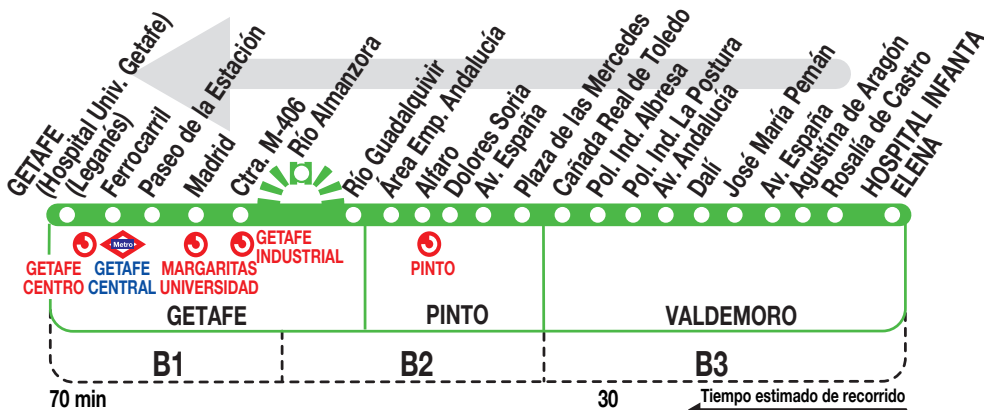 GETAFE
(Hospital Univ. Getafe)
(Leganés)
Ferrocarril
Paseo de la Estación
Madrid
Ctra. M-406
Río Almanzora
Río Guadalquivir
Área Emp. Andalucía
Alfaro
Dolores Soria
Av. España
Plaza de las Mercedes
Cañada Real de Toledo
Pol. Ind. Albresa
Pol. Ind. La Postura
Av. Andalucía
Dalí
José María Pemán
Av. España
Agustina de Aragón
Rosalía de Castro
HOSPITAL INFANTA
ELENA
GETAFE
CENTRO
Metro
GETAFE
CENTRAL
MARGARITAS
UNIVERSIDAD
GETAFE
INDUSTRIAL
PINTO
GETAFE
PINTO
VALDEMORO
B1
B2
B3
70 min
30
Tiempo estimado de recorrido